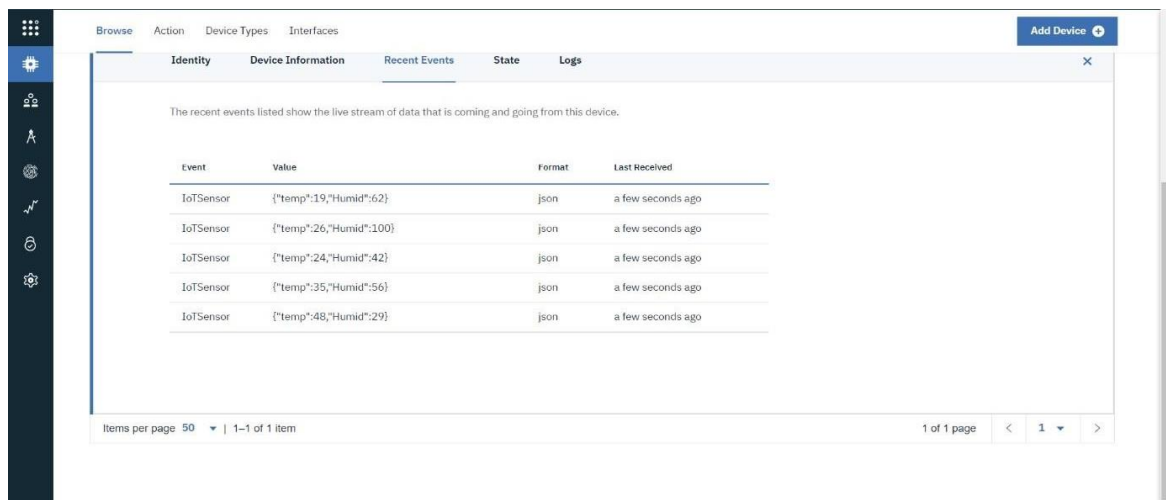 Browse Action Device Types Interfaces Add Device
Identity Device Information Recent Events State Logs
The recent events listed show the live stream of data that is coming and going from this device.
Event Value Format Last Received
IoTSensor {"temp":19,"Humid":62} json a few seconds ago
IoTSensor {"temp":26,"Humid":100} json a few seconds ago
IoTSensor {"temp":24,"Humid":42} json a few seconds ago
IoTSensor {"temp":35,"Humid":56} json a few seconds ago
IoTSensor {"temp":48,"Humid":29} json a few seconds ago
Items per page 50 | 1–1 of 1 item 1 of 1 page < 1 >